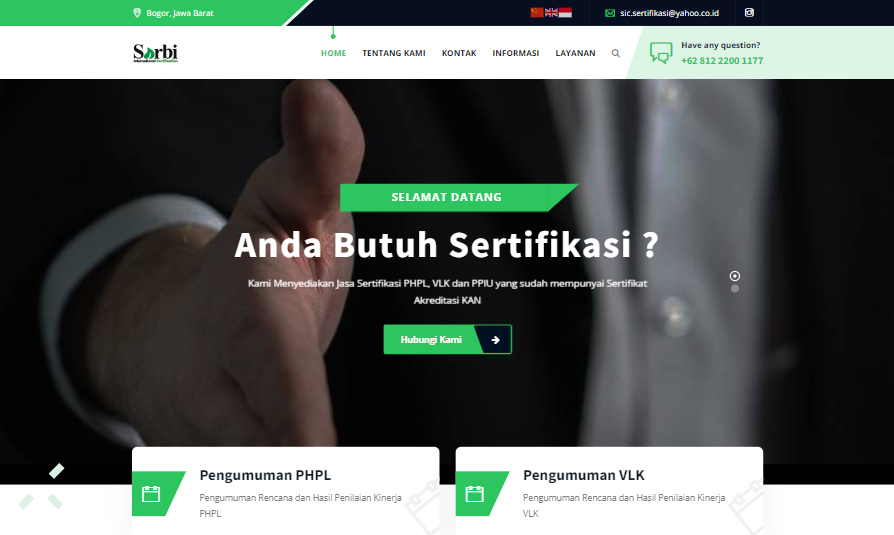 Bogor, Jawa Barat
sic.sertifikasi@yahoo.co.id
Sorbi
International Certification
HOME TENTANG KAMI KONTAK INFORMASI LAYANAN
Have any question?
+62 812 2200 1177
SELAMAT DATANG
Anda Butuh Sertifikasi ?
Kami Menyediakan Jasa Sertifikasi PHPL, VLK dan PPIU yang sudah mempunyai Sertifikat
Akreditasi KAN
Hubungi Kami
Pengumuman PHPL
Pengumuman Rencana dan Hasil Penilaian Kinerja
PHPL
Pengumuman VLK
Pengumuman Rencana dan Hasil Penilaian Kinerja
VLK